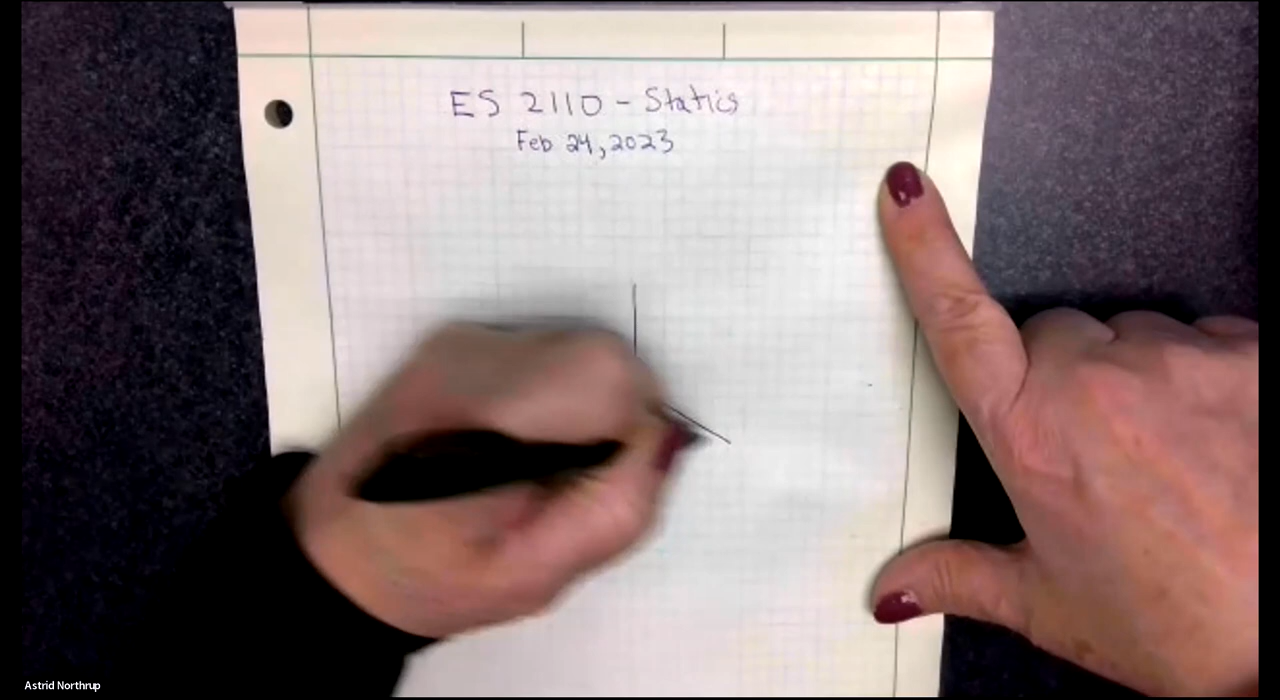 ES 2110 - Statics
Feb 24, 2023
Astrid Northrup